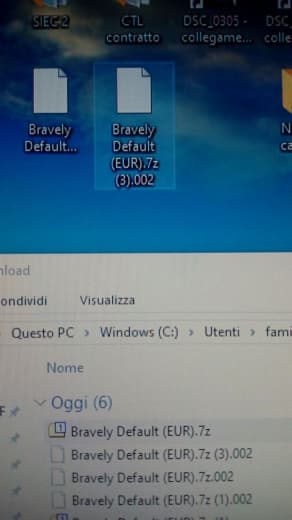 SIEC-2
CTL
contratto
DSC_0305 -
collegame...
DSC_
colle
Bravely
Default...
Bravely
Default
(EUR).7z
(3).002
N
ca
nload
ondividi
Visualizza
Questo PC > Windows (C:) > Utenti > fami
Nome
Oggi (6)
Bravely Default (EUR).7z
Bravely Default (EUR).7z (3).002
Bravely Default (EUR).7z.002
Bravely Default (EUR).7z (1).002